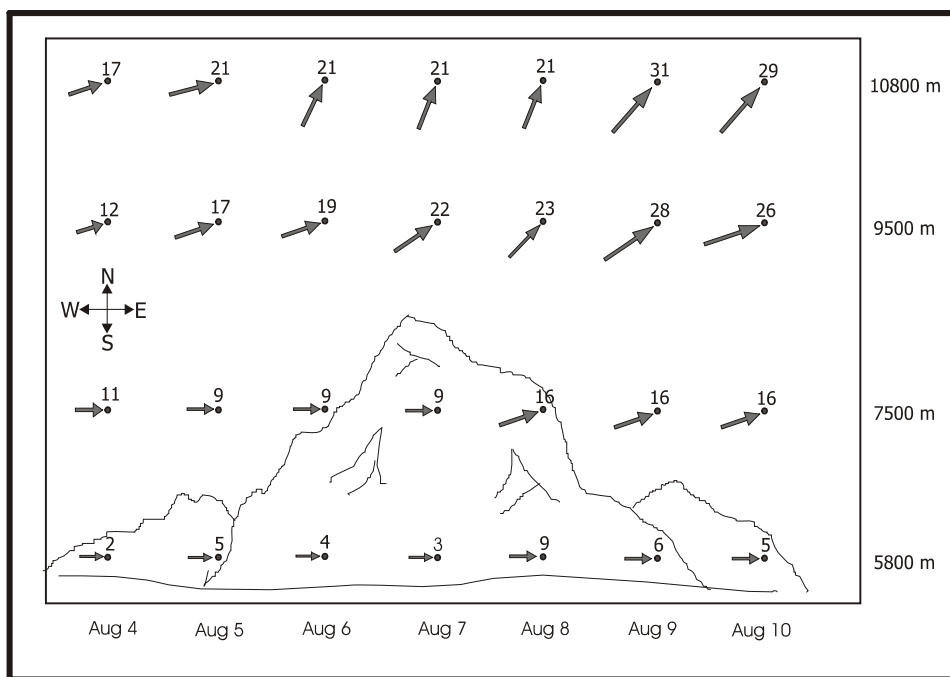 17 21 21 21 21 31 29 10800 m
12 17 19 22 23 28 26 9500 m
N
W E
S
11 9 9 9 16 16 16 7500 m
2 5 4 3 9 6 5 5800 m
Aug 4 Aug 5 Aug 6 Aug 7 Aug 8 Aug 9 Aug 10